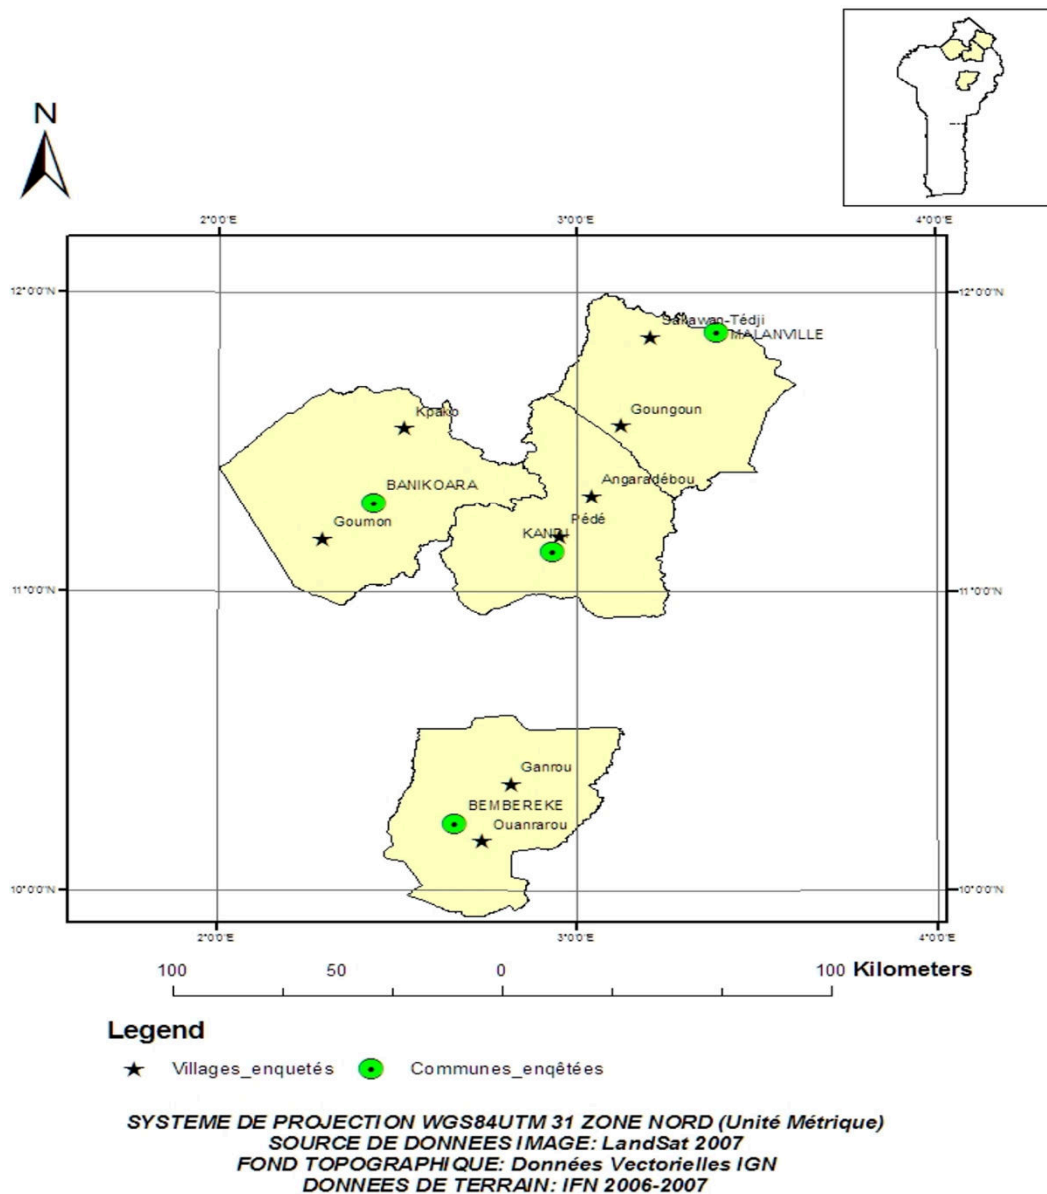 N
2°0'0"E 3°0'0"E 4°0'0"E
12°0'0"N 12°0'0"N
Sakawan-Tédji
MALANVILLE
Kpako
Goungoun
BANIKOARA
Angaradébou
Goumon
Pédé
KANDI
11°0'0"N 11°0'0"N
Ganrou
BEMBEREKE
Ouanrarou
10°0'0"N 10°0'0"N
2°0'0"E 3°0'0"E 4°0'0"E
100 50 0 100 Kilometers
Legend
Villages_enquetés Communes_enqêtées
SYSTEME DE PROJECTION WGS84UTM 31 ZONE NORD (Unité Métrique)
SOURCE DE DONNEES IMAGE: LandSat 2007
FOND TOPOGRAPHIQUE: Données Vectorielles IGN
DONNEES DE TERRAIN: IFN 2006-2007